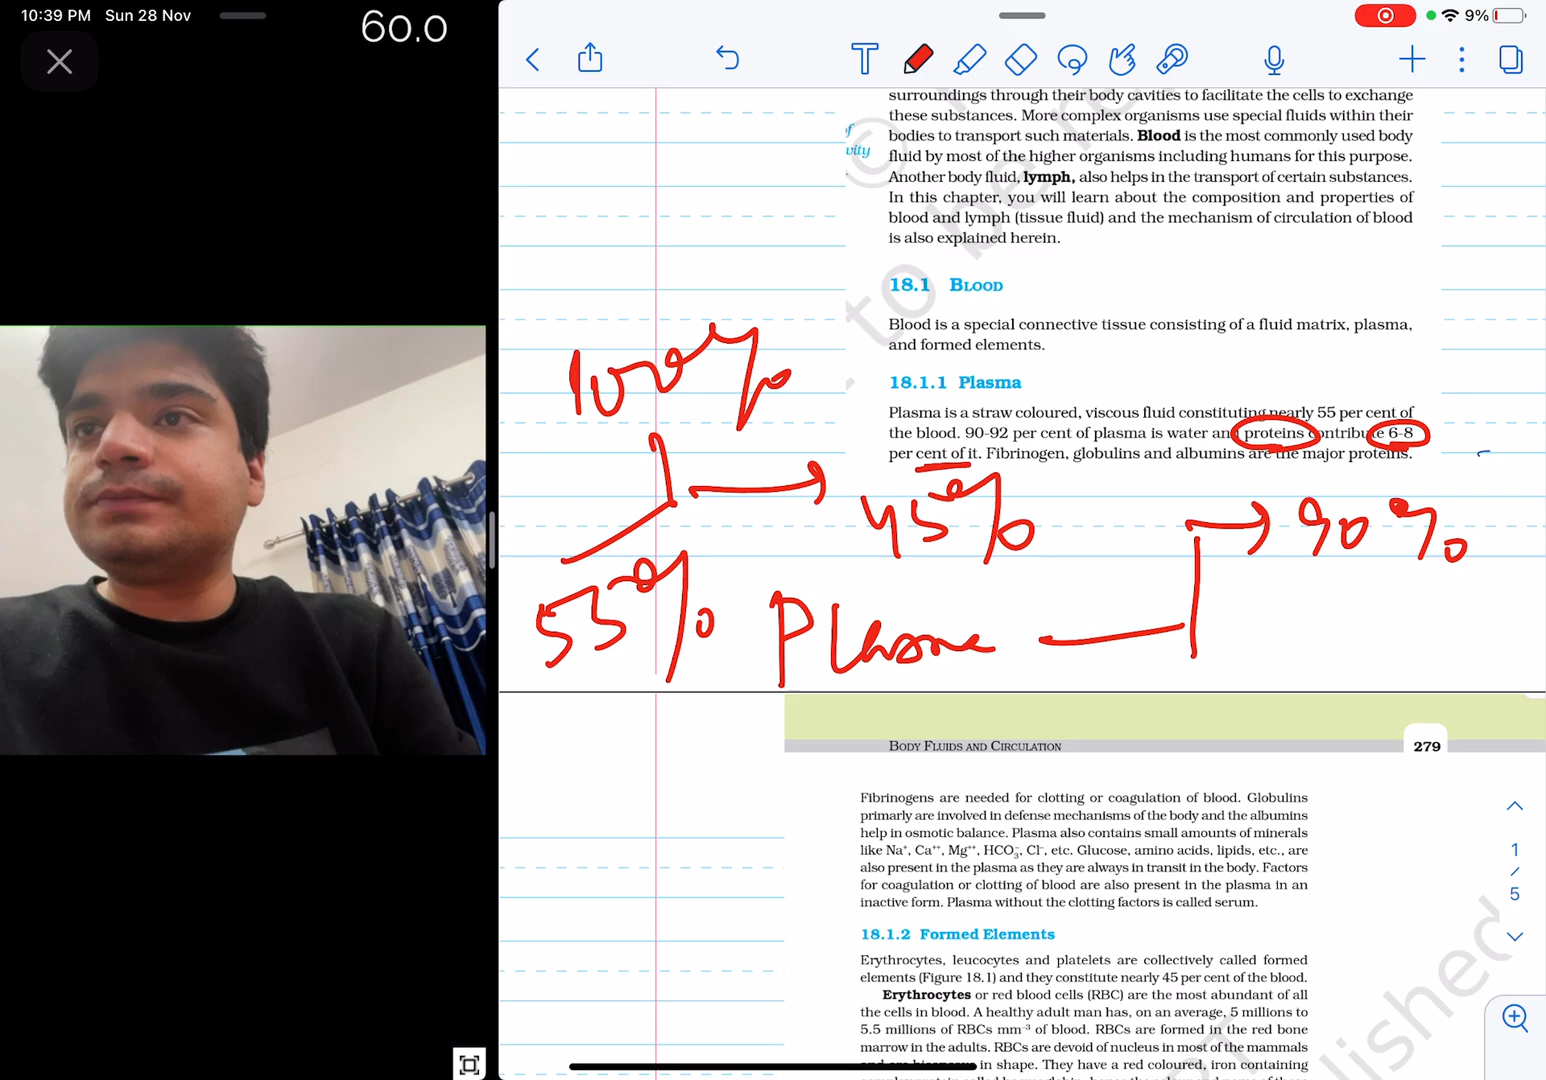 10:39 PM Sun 28 Nov
60.0
9%
surroundings through their body cavities to facilitate the cells to exchange
these substances. More complex organisms use special fluids within their
bodies to transport such materials. Blood is the most commonly used body
fluid by most of the higher organisms including humans for this purpose.
Another body fluid, lymph, also helps in the transport of certain substances.
In this chapter, you will learn about the composition and properties of
blood and lymph (tissue fluid) and the mechanism of circulation of blood
is also explained herein.
18.1 BLOOD
Blood is a special connective tissue consisting of a fluid matrix, plasma,
and formed elements.
100%
18.1.1 Plasma
Plasma is a straw coloured, viscous fluid constituting nearly 55 per cent of
the blood. 90-92 per cent of plasma is water and proteins contribute 6-8
per cent of it. Fibrinogen, globulins and albumins are the major proteins.
45%
90%
55% Plasma
BODY FLUIDS AND CIRCULATION
279
Fibrinogens are needed for clotting or coagulation of blood. Globulins
primarly are involved in defense mechanisms of the body and the albumins
help in osmotic balance. Plasma also contains small amounts of minerals
like Na⁺, Ca⁺⁺, Mg⁺⁺, HCO₃⁻, Cl⁻, etc. Glucose, amino acids, lipids, etc., are
also present in the plasma as they are always in transit in the body. Factors
for coagulation or clotting of blood are also present in the plasma in an
inactive form. Plasma without the clotting factors is called serum.
1
/
5
18.1.2 Formed Elements
Erythrocytes, leucocytes and platelets are collectively called formed
elements (Figure 18.1) and they constitute nearly 45 per cent of the blood.
Erythrocytes or red blood cells (RBC) are the most abundant of all
the cells in blood. A healthy adult man has, on an average, 5 millions to
5.5 millions of RBCs mm⁻³ of blood. RBCs are formed in the red bone
marrow in the adults. RBCs are devoid of nucleus in most of the mammals
in shape. They have a red coloured, iron containing